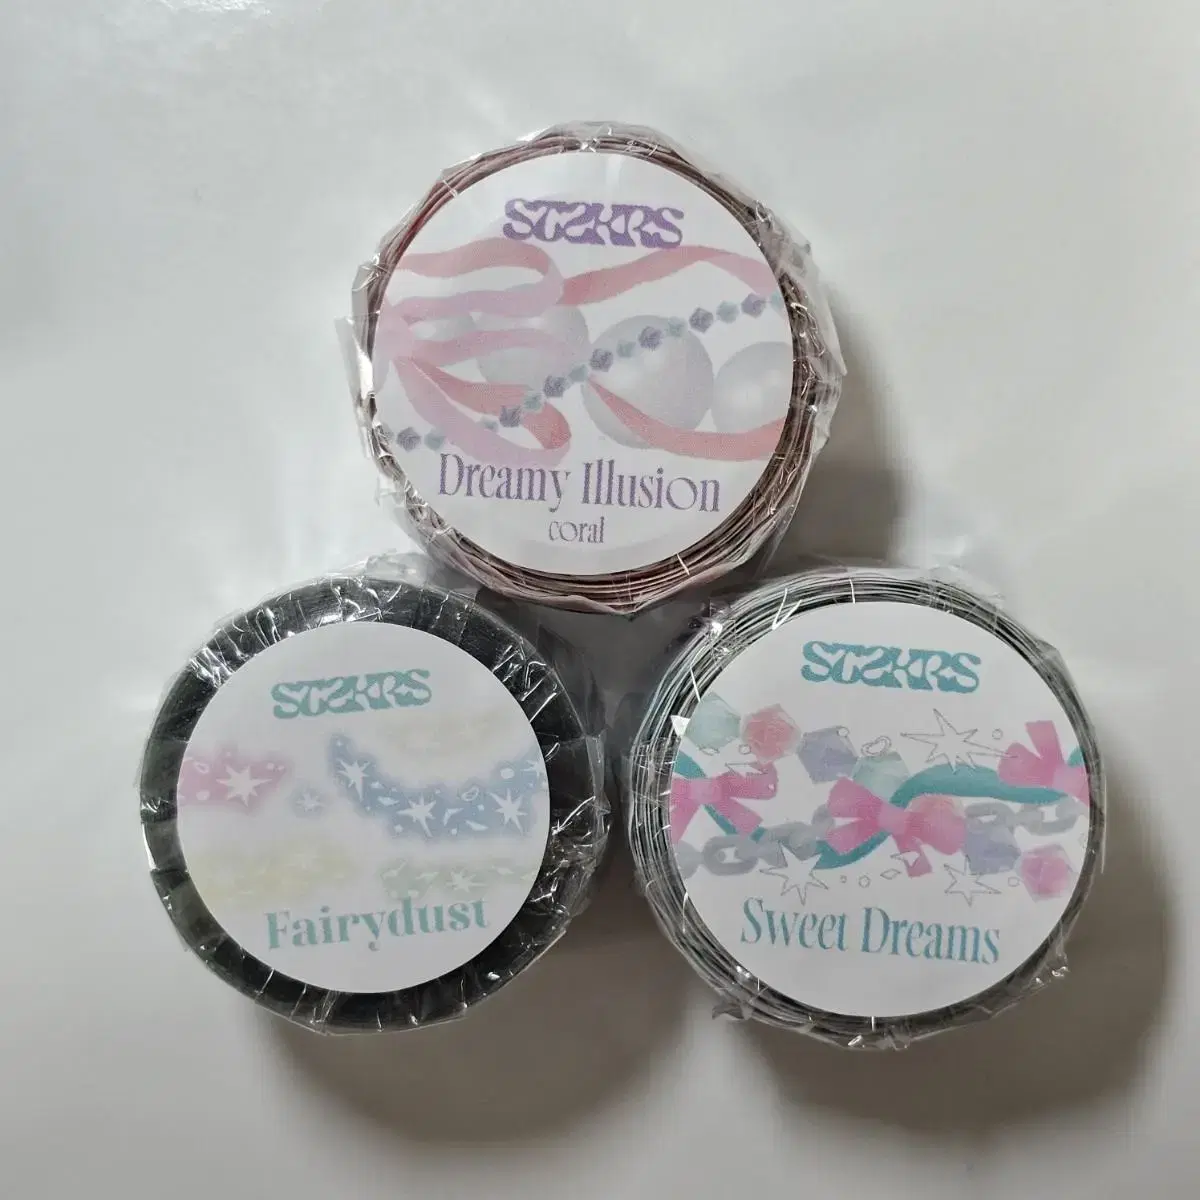 STZKRS
Dreamy Illusion
coral
STZKRS
Fairydust
STZKRS
Sweet Dreams